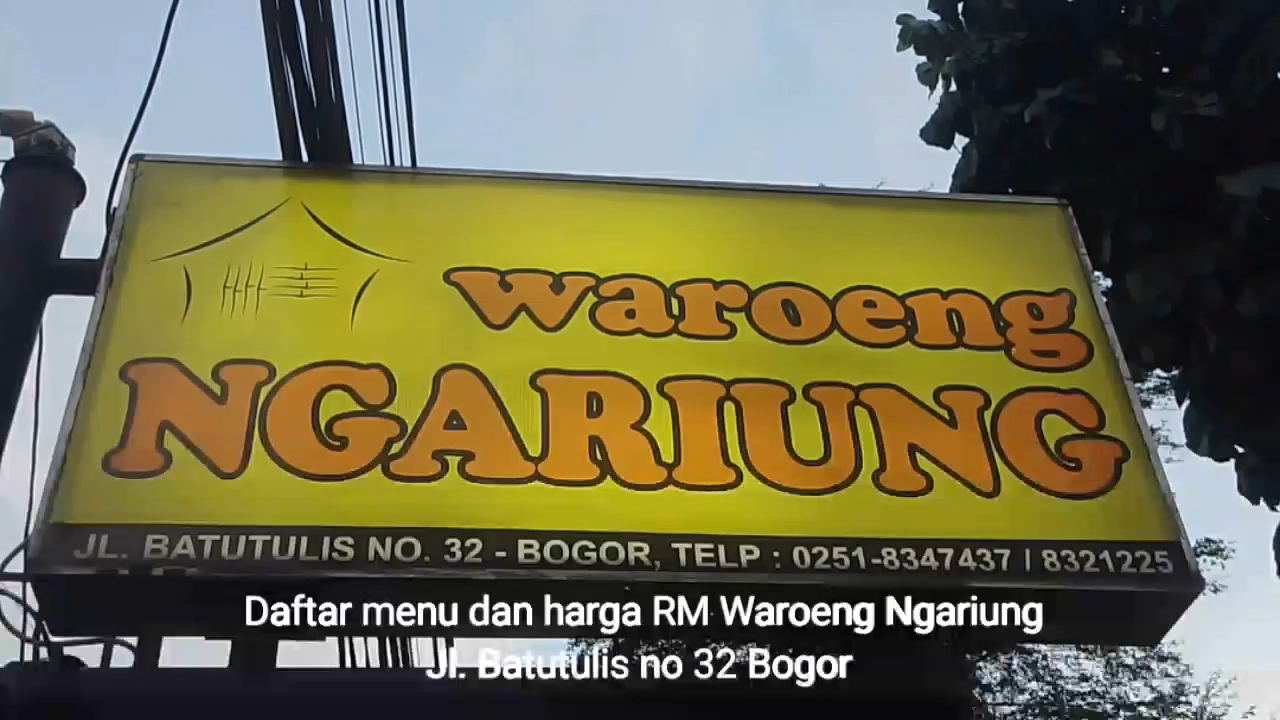 waroeng
NGARIUNG
JL. BATUTULIS NO. 32 - BOGOR, TELP : 0251-8347437 | 8321225
Daftar menu dan harga RM Waroeng Ngariung
Jl. Batutulis no 32 Bogor